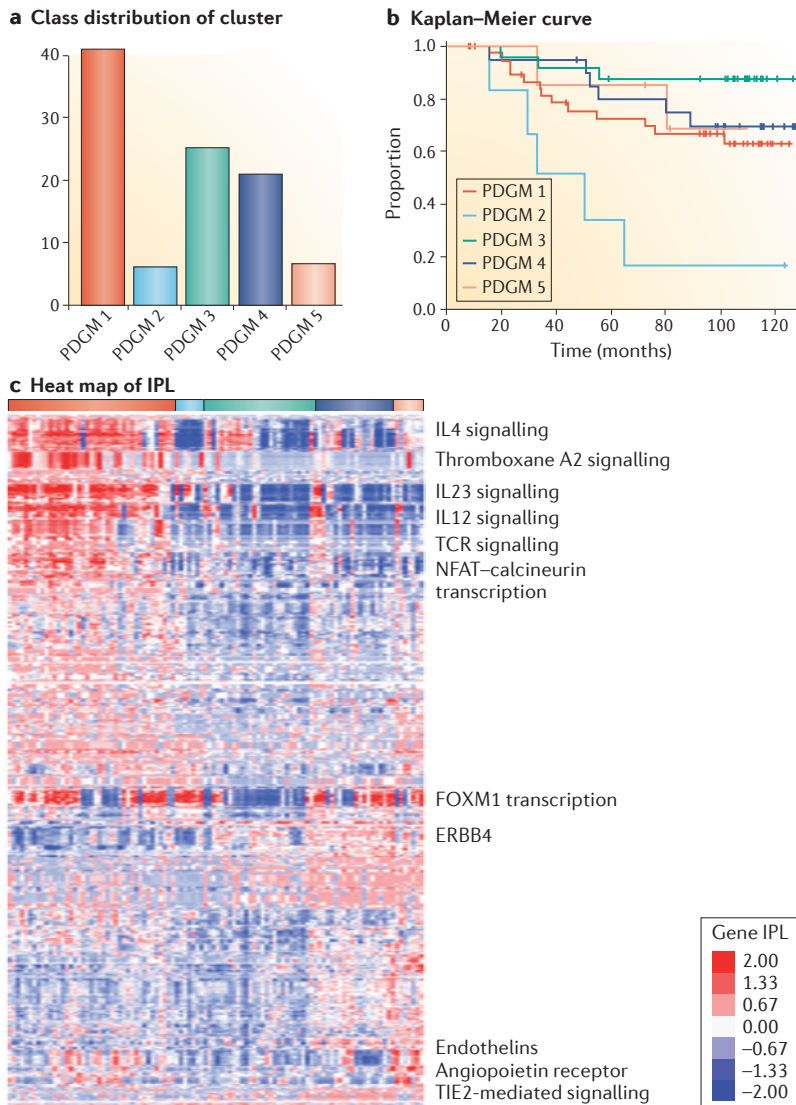 a Class distribution of cluster
40
30
20
10
0
PDGM 1
PDGM 2
PDGM 3
PDGM 4
PDGM 5
b Kaplan–Meier curve
Proportion
1.0
0.8
0.6
0.4
0.2
0.0
PDGM 1
PDGM 2
PDGM 3
PDGM 4
PDGM 5
0 20 40 60 80 100 120
Time (months)
c Heat map of IPL
IL4 signalling
Thromboxane A2 signalling
IL23 signalling
IL12 signalling
TCR signalling
NFAT–calcineurin
transcription
FOXM1 transcription
ERBB4
Endothelins
Angiopoietin receptor
TIE2-mediated signalling
Gene IPL
2.00
1.33
0.67
0.00
–0.67
–1.33
–2.00